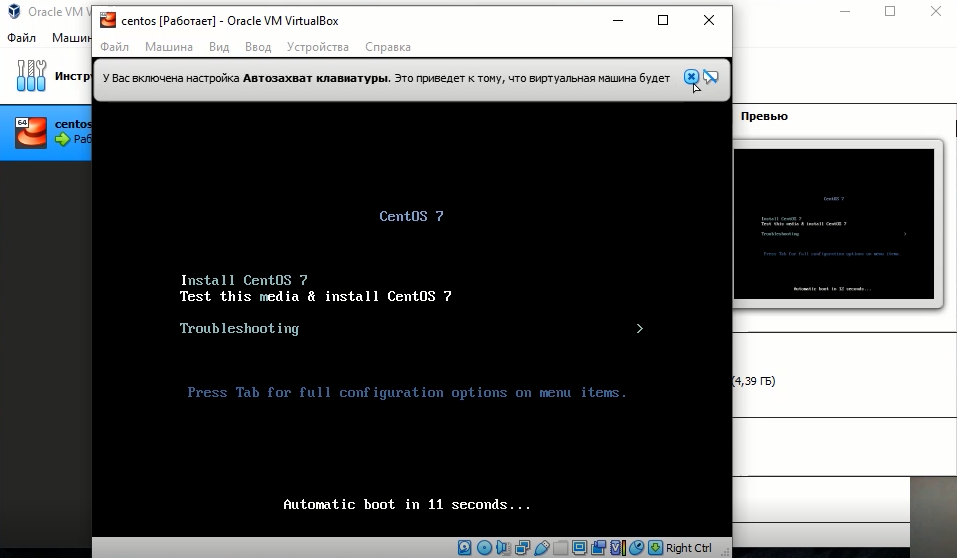 Oracle VM V
Файл Машин
Инстру
64
centos
Раб
centos [Работает] - Oracle VM VirtualBox
Файл Машина Вид Ввод Устройства Справка
У Вас включена настройка Автозахват клавиатуры. Это приведет к тому, что виртуальная машина будет
CentOS 7
Install CentOS 7
Test this media & install CentOS 7
Troubleshooting >
Press Tab for full configuration options on menu items.
Automatic boot in 11 seconds...
Right Ctrl
Превью
CentOS 7
Install CentOS 7
Test this media & install CentOS 7
Troubleshooting >
Press Tab for full configuration options on menu items.
Automatic boot in 12 seconds...
(4,39 ГБ)